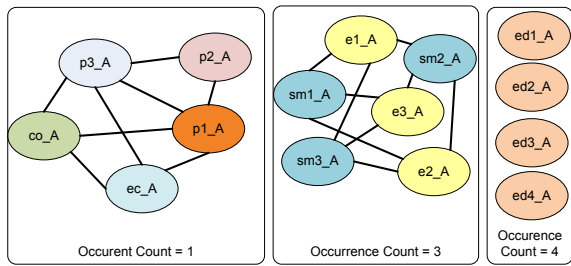 p3_A
p2_A
co_A
p1_A
ec_A
Occurent Count = 1
e1_A
sm2_A
sm1_A
e3_A
sm3_A
e2_A
Occurrence Count = 3
ed1_A
ed2_A
ed3_A
ed4_A
Occurence
Count = 4